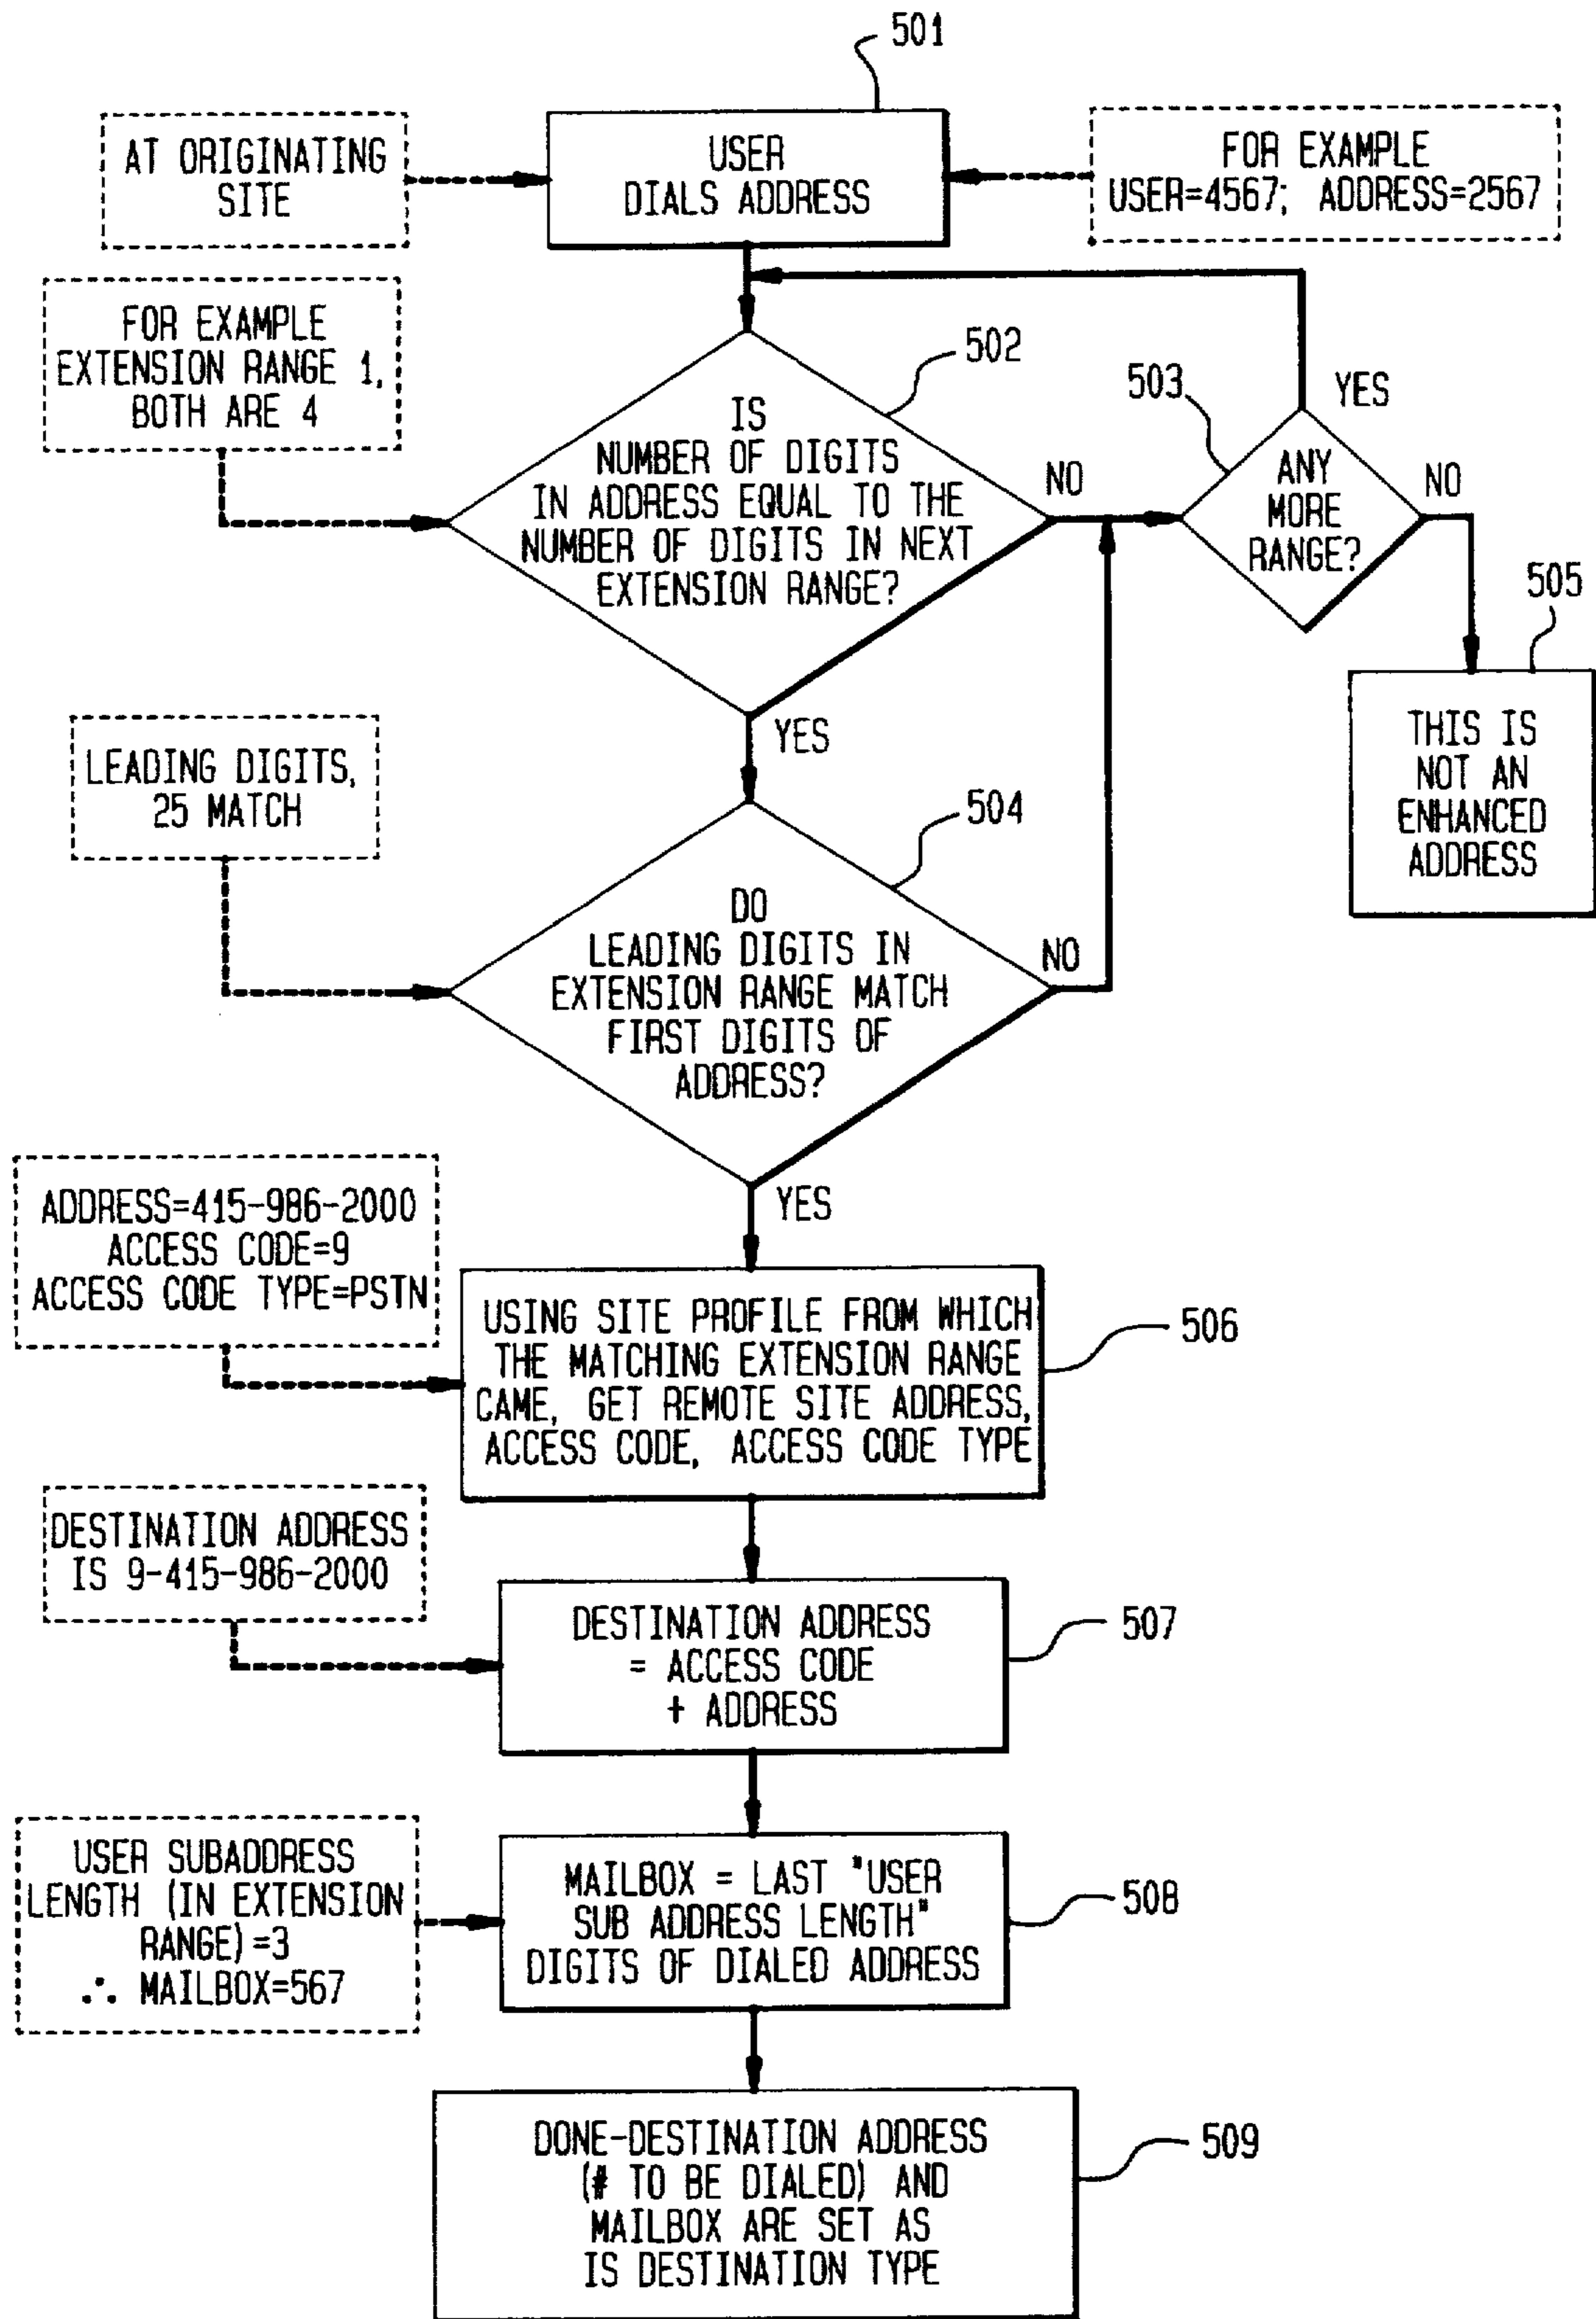 501
AT ORIGINATING
SITE
USER
DIALS ADDRESS
FOR EXAMPLE
USER=4567; ADDRESS=2567
FOR EXAMPLE
EXTENSION RANGE 1,
BOTH ARE 4
502
IS
NUMBER OF DIGITS
IN ADDRESS EQUAL TO THE
NUMBER OF DIGITS IN NEXT
EXTENSION RANGE?
NO
YES
503
YES
ANY
MORE
RANGE?
NO
505
THIS IS
NOT AN
ENHANCED
ADDRESS
LEADING DIGITS,
25 MATCH
504
DO
LEADING DIGITS IN
EXTENSION RANGE MATCH
FIRST DIGITS OF
ADDRESS?
NO
YES
ADDRESS=415-986-2000
ACCESS CODE=9
ACCESS CODE TYPE=PSTN
USING SITE PROFILE FROM WHICH
THE MATCHING EXTENSION RANGE
CAME, GET REMOTE SITE ADDRESS,
ACCESS CODE, ACCESS CODE TYPE
506
DESTINATION ADDRESS
IS 9-415-986-2000
DESTINATION ADDRESS
= ACCESS CODE
+ ADDRESS
507
USER SUBADDRESS
LENGTH (IN EXTENSION
RANGE)=3
∴ MAILBOX=567
MAILBOX = LAST "USER
SUB ADDRESS LENGTH"
DIGITS OF DIALED ADDRESS
508
DONE-DESTINATION ADDRESS
(# TO BE DIALED) AND
MAILBOX ARE SET AS
IS DESTINATION TYPE
509